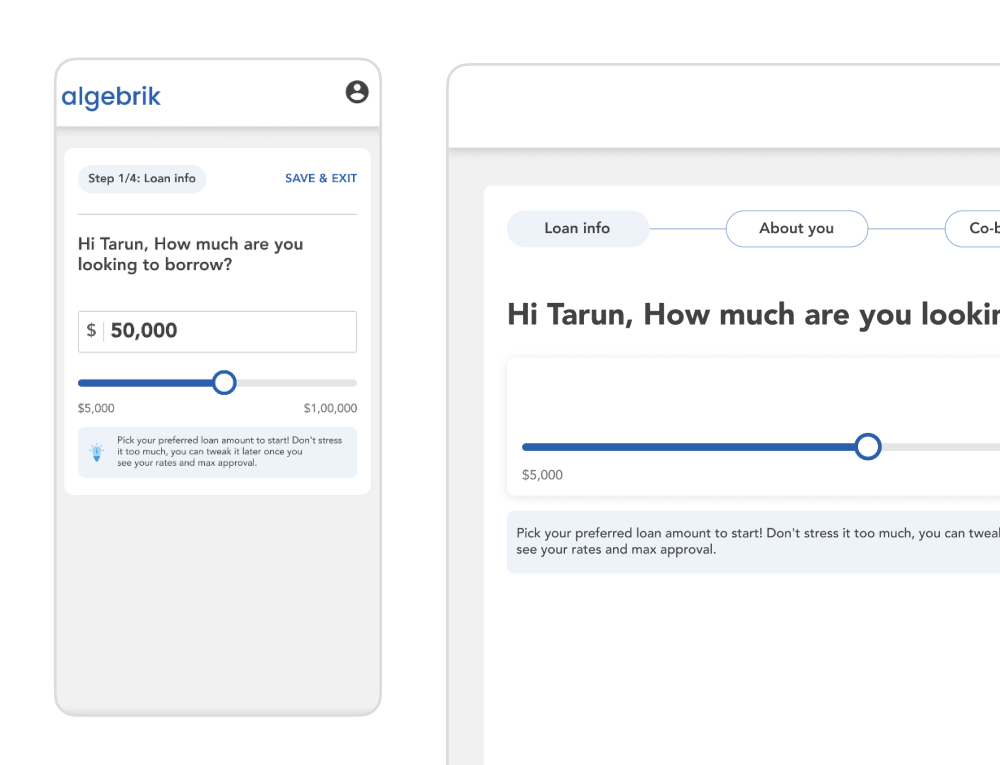 algebrik
Step 1/4: Loan info
SAVE & EXIT
Hi Tarun, How much are you
looking to borrow?
$ 50,000
$5,000
$1,00,000
Pick your preferred loan amount to start! Don't stress
it too much, you can tweak it later once you
see your rates and max approval.
Loan info
About you
Co-b
Hi Tarun, How much are you lookin
$5,000
Pick your preferred loan amount to start! Don't stress it too much, you can tweak
see your rates and max approval.